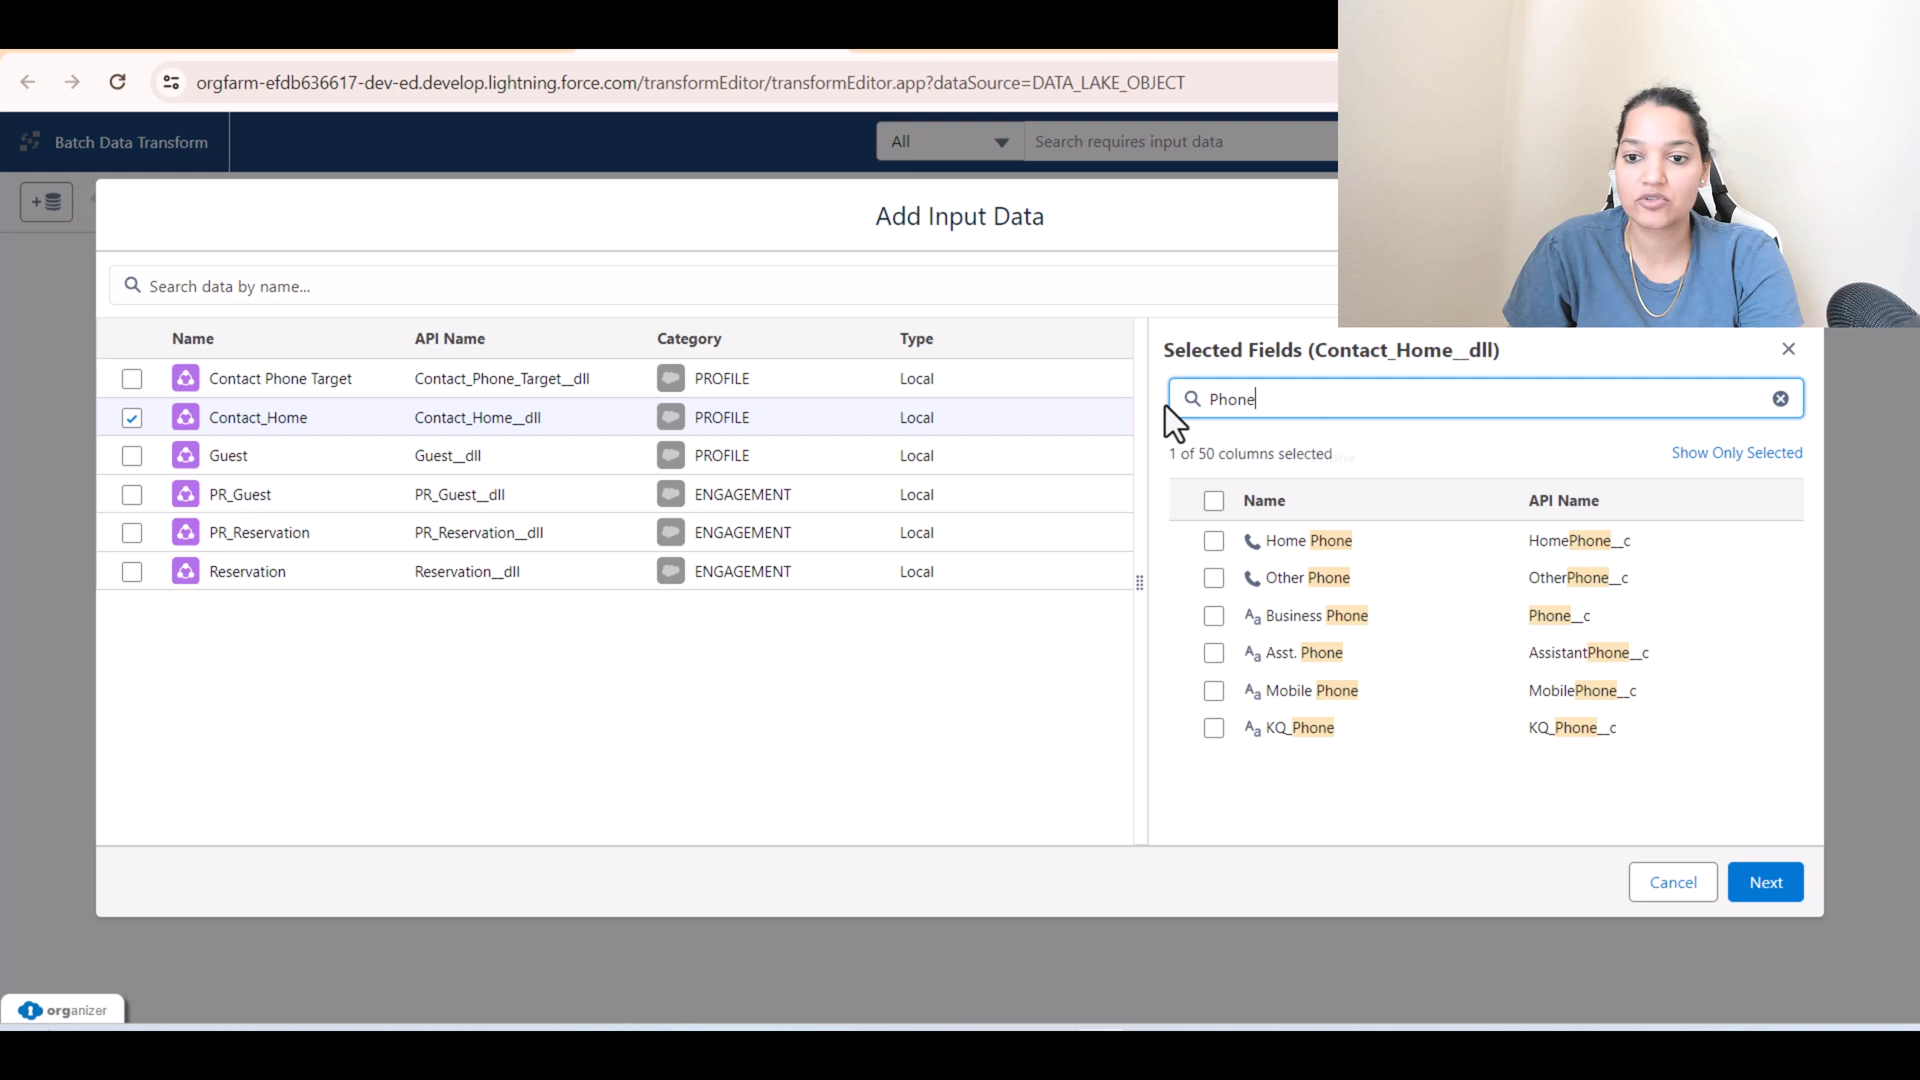 orgfarm-efdb636617-dev-ed.develop.lightning.force.com/transformEditor/transformEditor.app?dataSource=DATA_LAKE_OBJECT
Batch Data Transform
All
Search requires input data
Add Input Data
Search data by name...
Name API Name Category Type
Contact Phone Target Contact_Phone_Target__dll PROFILE Local
Contact_Home Contact_Home__dll PROFILE Local
Guest Guest__dll PROFILE Local
PR_Guest PR_Guest__dll ENGAGEMENT Local
PR_Reservation PR_Reservation__dll ENGAGEMENT Local
Reservation Reservation__dll ENGAGEMENT Local
Selected Fields (Contact_Home__dll)
Phone
1 of 50 columns selected
Show Only Selected
Name API Name
Home Phone HomePhone__c
Other Phone OtherPhone__c
Aa Business Phone Phone__c
Aa Asst. Phone AssistantPhone__c
Aa Mobile Phone MobilePhone__c
Aa KQ_Phone KQ_Phone__c
Cancel
Next
organizer